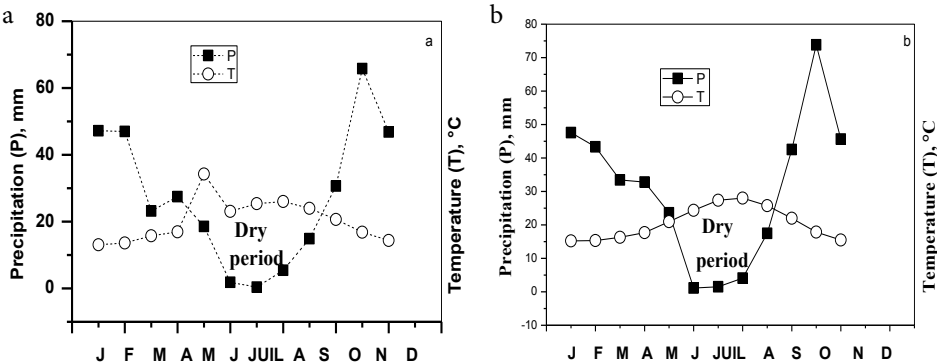 a
80
60
40
20
0
Precipitation (P), mm
Temperature (T), °C
a
P
T
Dry
period
J F M A M J JUIL A S O N D
b
80
70
60
50
40
30
20
10
0
-10
Precipitation (P), mm
Temperature (T), °C
b
P
T
Dry
period
J F M A M J JUIL A S O N D